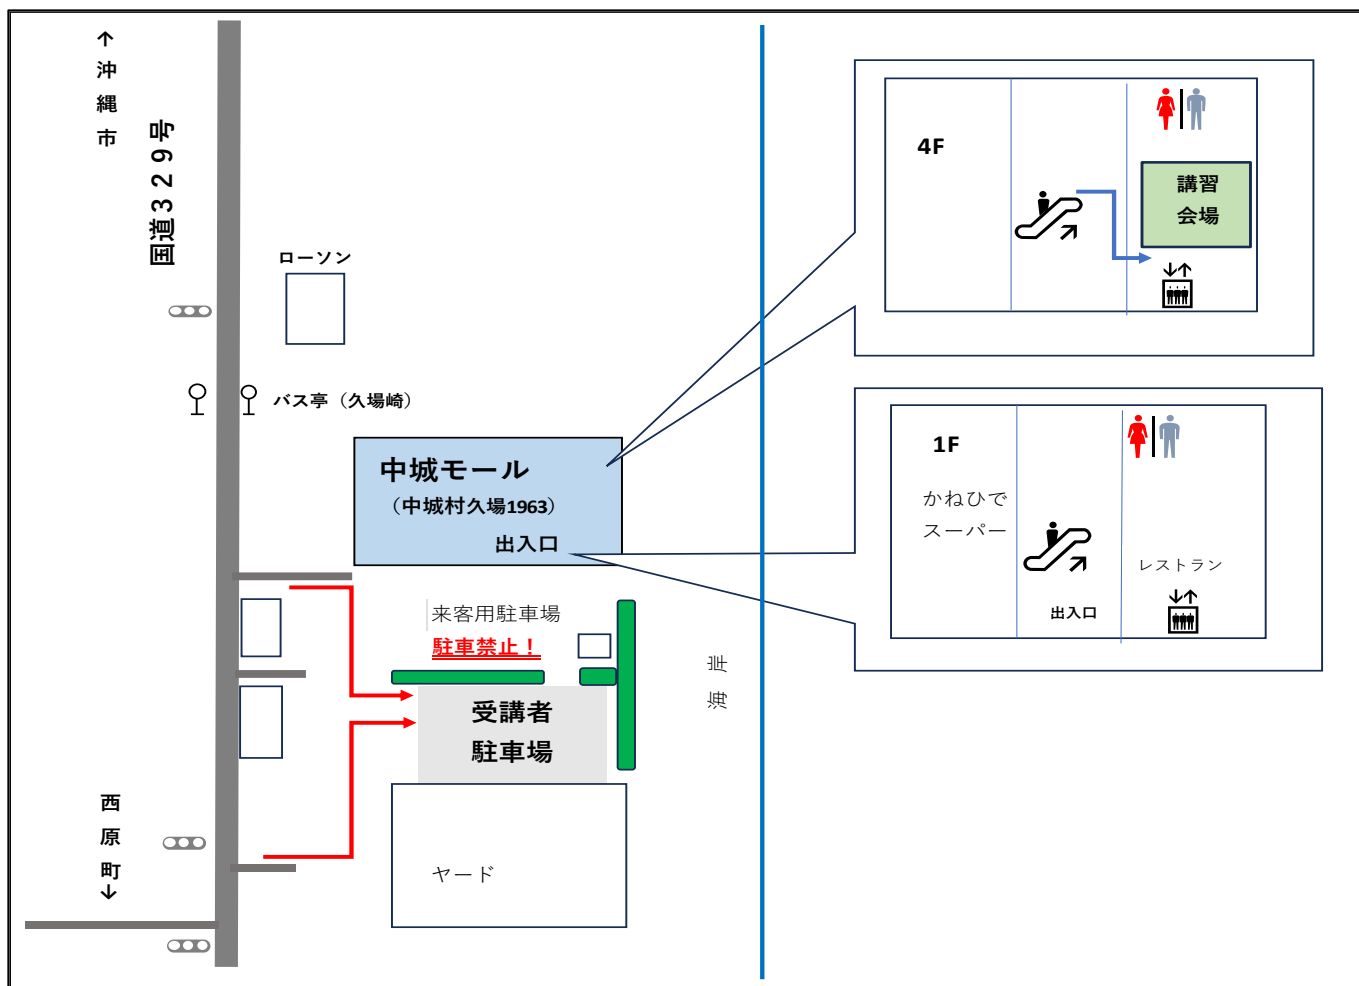 ↑沖縄市
国道３２９号
ローソン
バス亭（久場崎）
中城モール
（中城村久場1963）
出入口
来客用駐車場
駐車禁止！
受講者
駐車場
ヤード
西原町↓
海岸
4F
講習
会場
1F
かねひで
スーパー
レストラン
出入口